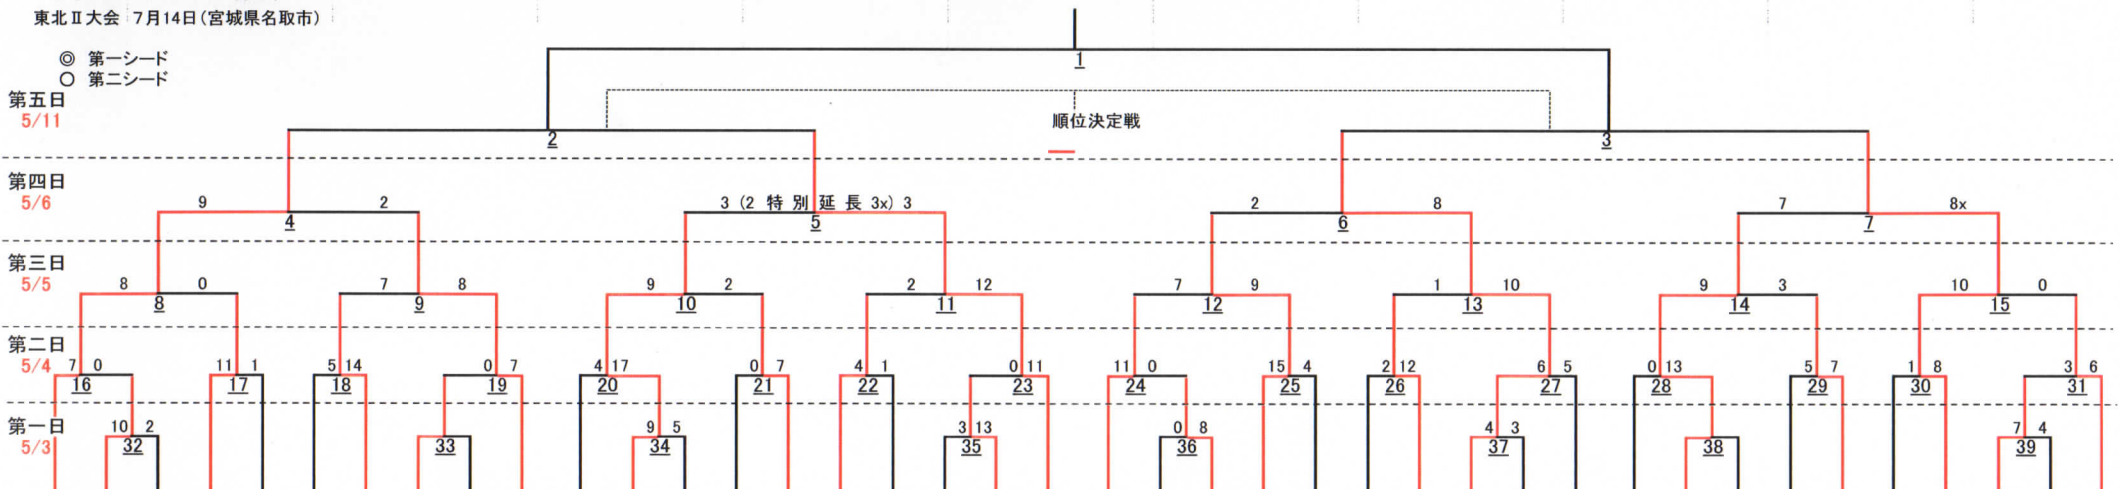 東北Ⅱ大会 7月14日(宮城県名取市)
◎ 第一シード
○ 第二シード
1
第五日
5/11
順位決定戦
2 3
第四日
5/6
9 2 3 (2 特 別 延 長 3x) 3 2 8 7 8x
4 5 6 7
第三日
5/5
8 0 7 8 9 2 2 12 7 9 1 10 9 3 10 0
8 9 10 11 12 13 14 15
第二日
5/4
7 0 11 1 5 14 0 7 4 17 0 7 4 1 0 11 11 0 15 4 2 12 6 5 0 13 5 7 1 8 3 6
16 17 18 19 20 21 22 23 24 25 26 27 28 29 30 31
第一日
5/3
10 2 9 5 3 13 0 8 4 3 7 4
32 33 34 35 36 37 38 39